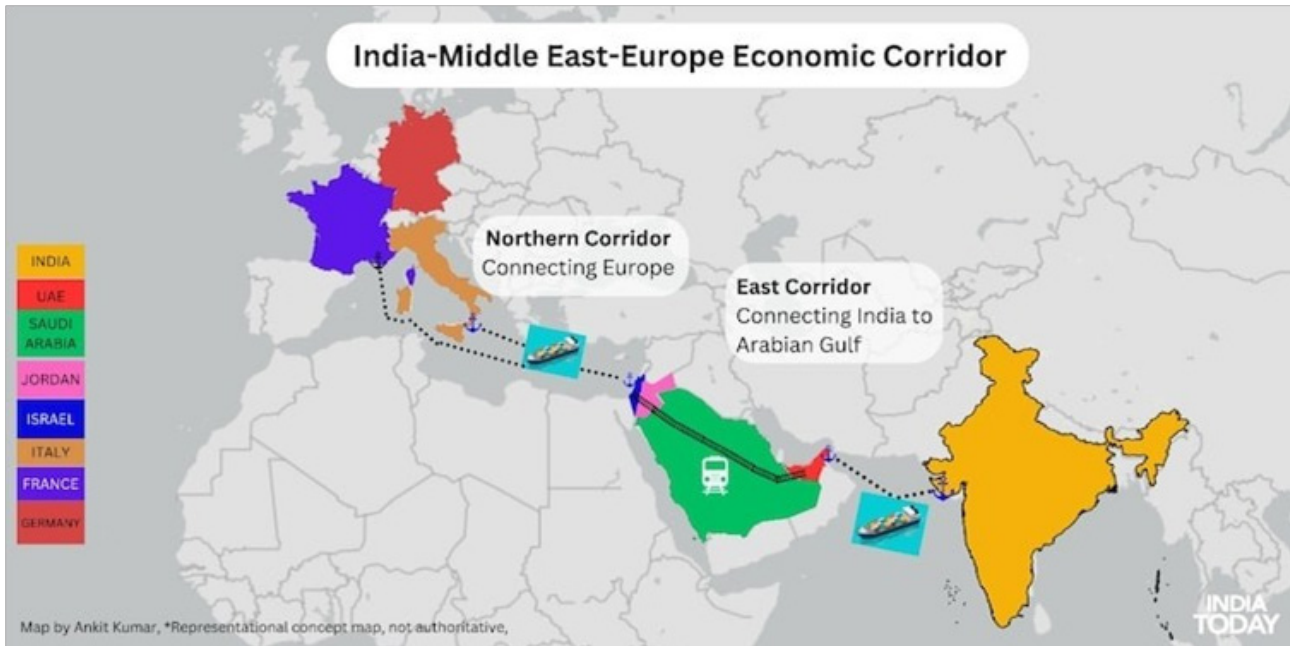 India-Middle East-Europe Economic Corridor
Northern Corridor
Connecting Europe
East Corridor
Connecting India to
Arabian Gulf
INDIA
UAE
SAUDI
ARABIA
JORDAN
ISRAEL
ITALY
FRANCE
GERMANY
Map by Ankit Kumar, *Representational concept map, not authoritative,
INDIA
TODAY